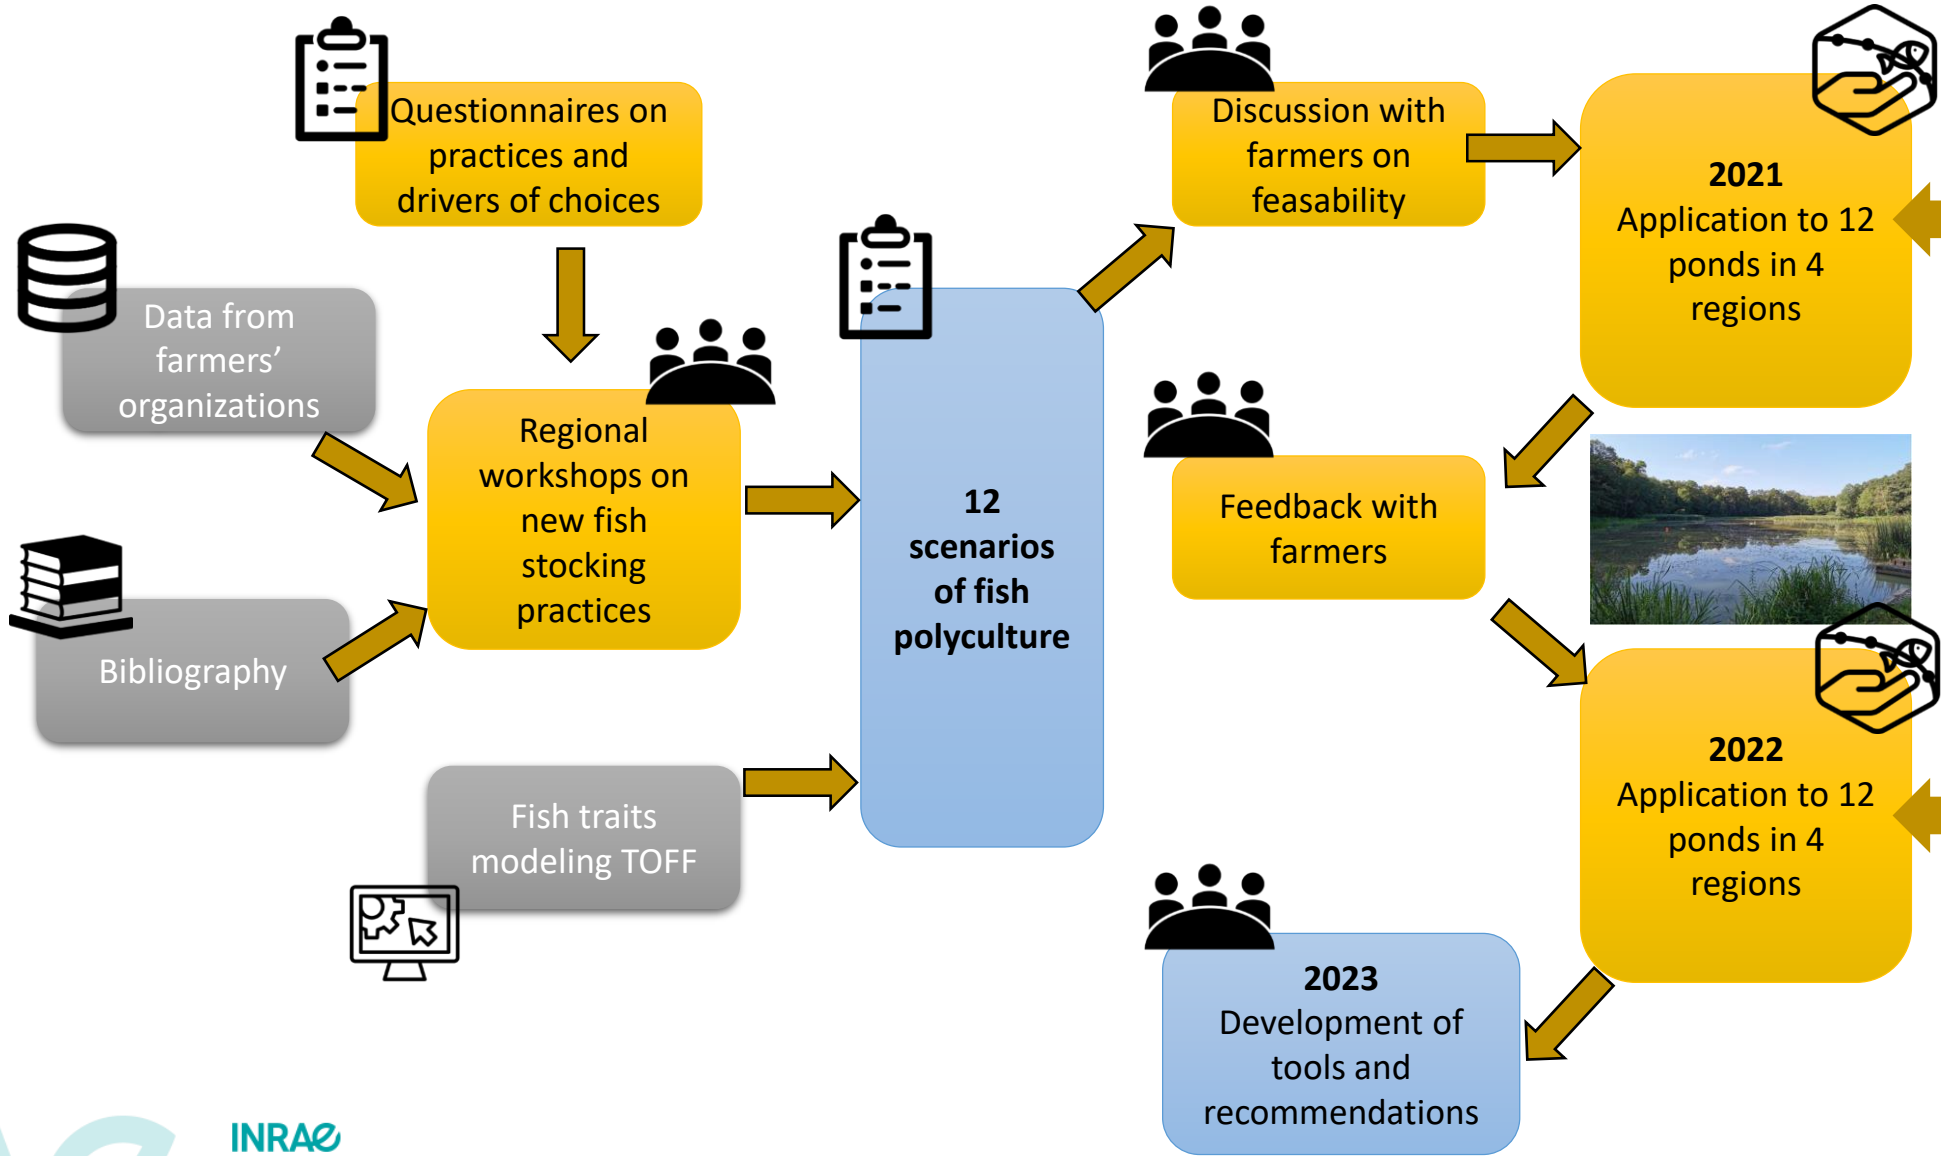 Questionnaires on
practices and
drivers of choices
Data from
farmers’
organizations
Bibliography
Regional
workshops on
new fish
stocking
practices
Fish traits
modeling TOFF
12
scenarios
of fish
polyculture
Discussion with
farmers on
feasability
2021
Application to 12
ponds in 4
regions
Feedback with
farmers
2022
Application to 12
ponds in 4
regions
2023
Development of
tools and
recommendations
INRAE